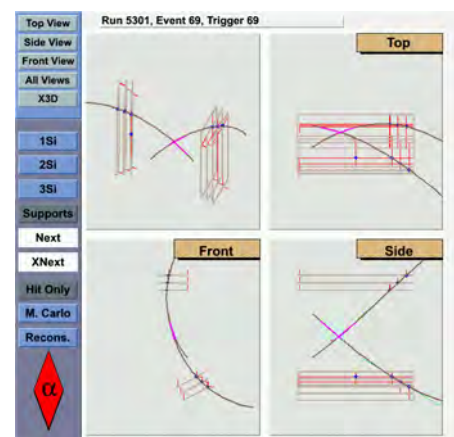 Run 5301, Event 69, Trigger 69
Top View
Side View
Front View
All Views
X3D
1Si
2Si
3Si
Supports
Next
XNext
Hit Only
M. Carlo
Recons.
α
Top
Front
Side